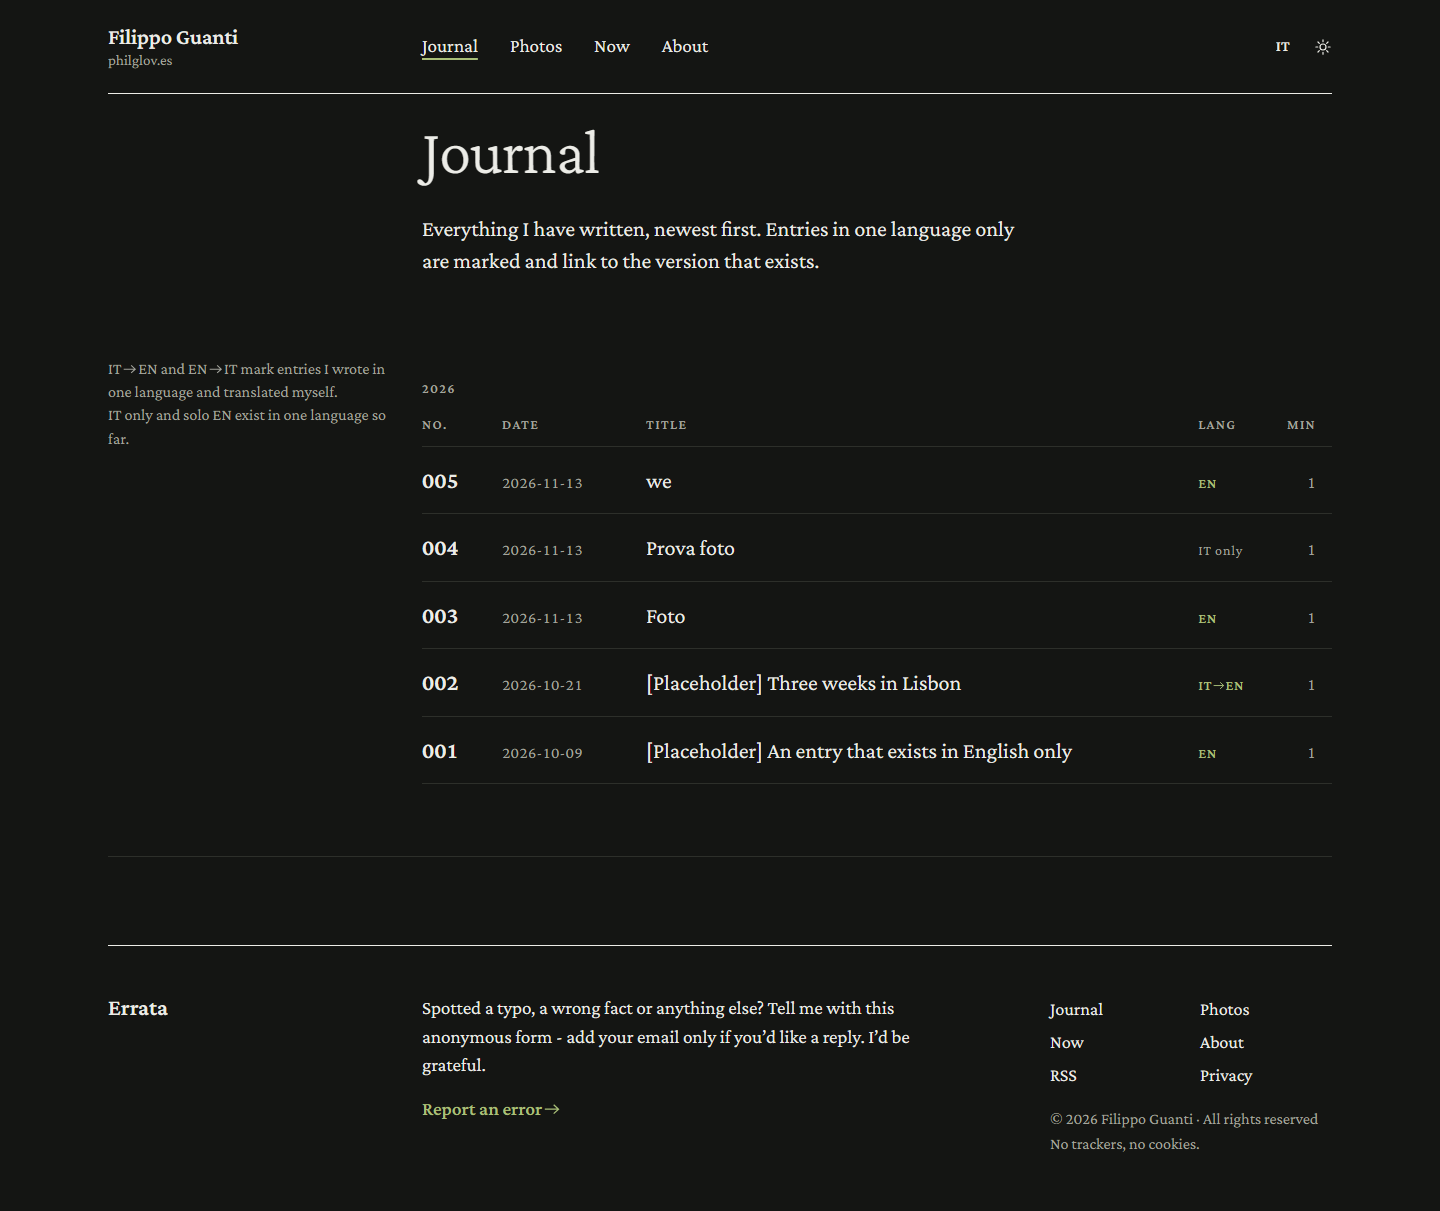 Filippo Guanti
philglov.es
Journal Photos Now About
IT
Journal
Everything I have written, newest first. Entries in one language only
are marked and link to the version that exists.
IT→EN and EN→IT mark entries I wrote in
one language and translated myself.
IT only and solo EN exist in one language so
far.
2026
NO. DATE TITLE LANG MIN
005 2026-11-13 we EN 1
004 2026-11-13 Prova foto IT only 1
003 2026-11-13 Foto EN 1
002 2026-10-21 [Placeholder] Three weeks in Lisbon IT→EN 1
001 2026-10-09 [Placeholder] An entry that exists in English only EN 1
Errata
Spotted a typo, a wrong fact or anything else? Tell me with this
anonymous form - add your email only if you’d like a reply. I’d be
grateful.
Report an error→
Journal Photos
Now About
RSS Privacy
© 2026 Filippo Guanti · All rights reserved
No trackers, no cookies.